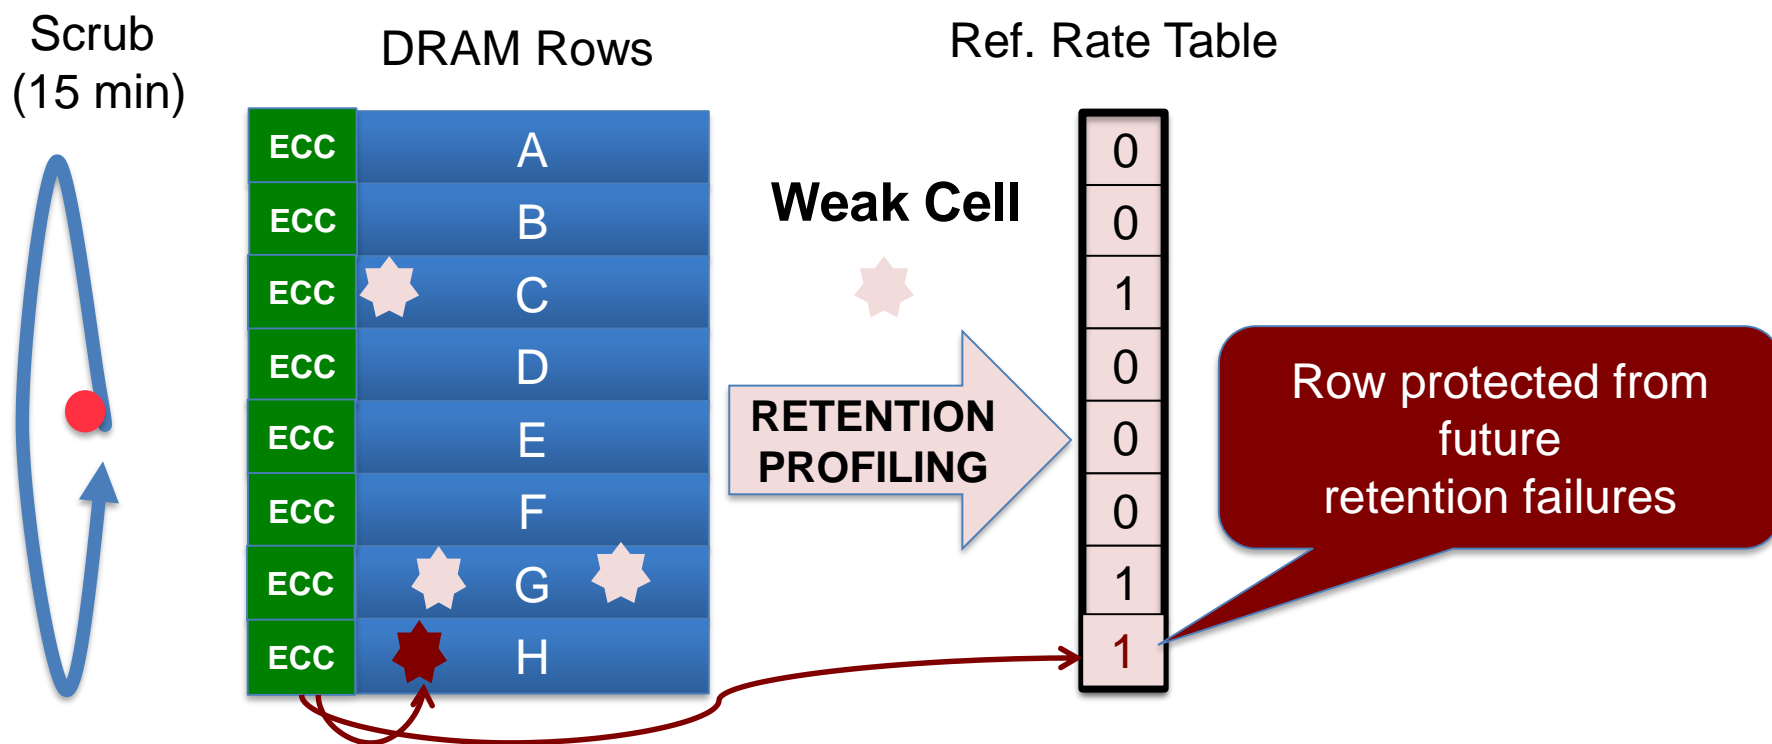 Scrub
(15 min)
DRAM Rows
Ref. Rate Table
ECC A 0
ECC B 0
Weak Cell
ECC C 1
ECC D 0
RETENTION
PROFILING
ECC E 0
ECC F 0
ECC G 1
ECC H 1
Row protected from
future
retention failures